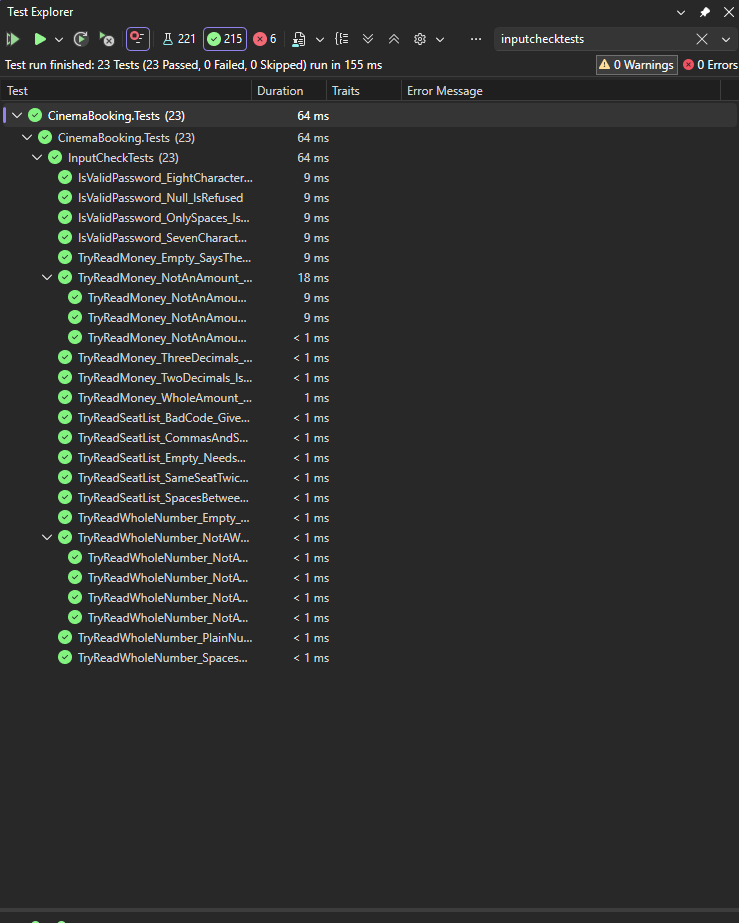 Test Explorer
221 215 6 inputchecktests
Test run finished: 23 Tests (23 Passed, 0 Failed, 0 Skipped) run in 155 ms 0 Warnings 0 Errors
Test Duration Traits Error Message
CinemaBooking.Tests (23) 64 ms
CinemaBooking.Tests (23) 64 ms
InputCheckTests (23) 64 ms
IsValidPassword_EightCharacter... 9 ms
IsValidPassword_Null_IsRefused 9 ms
IsValidPassword_OnlySpaces_Is... 9 ms
IsValidPassword_SevenCharact... 9 ms
TryReadMoney_Empty_SaysThe... 9 ms
TryReadMoney_NotAnAmount_... 18 ms
TryReadMoney_NotAnAmou... 9 ms
TryReadMoney_NotAnAmou... 9 ms
TryReadMoney_NotAnAmou... < 1 ms
TryReadMoney_ThreeDecimals_... < 1 ms
TryReadMoney_TwoDecimals_Is... < 1 ms
TryReadMoney_WholeAmount_... 1 ms
TryReadSeatList_BadCode_Give... < 1 ms
TryReadSeatList_CommasAndS... < 1 ms
TryReadSeatList_Empty_Needs... < 1 ms
TryReadSeatList_SameSeatTwic... < 1 ms
TryReadSeatList_SpacesBetwee... < 1 ms
TryReadWholeNumber_Empty_... < 1 ms
TryReadWholeNumber_NotAW... < 1 ms
TryReadWholeNumber_NotA... < 1 ms
TryReadWholeNumber_NotA... < 1 ms
TryReadWholeNumber_NotA... < 1 ms
TryReadWholeNumber_NotA... < 1 ms
TryReadWholeNumber_PlainNu... < 1 ms
TryReadWholeNumber_Spaces... < 1 ms